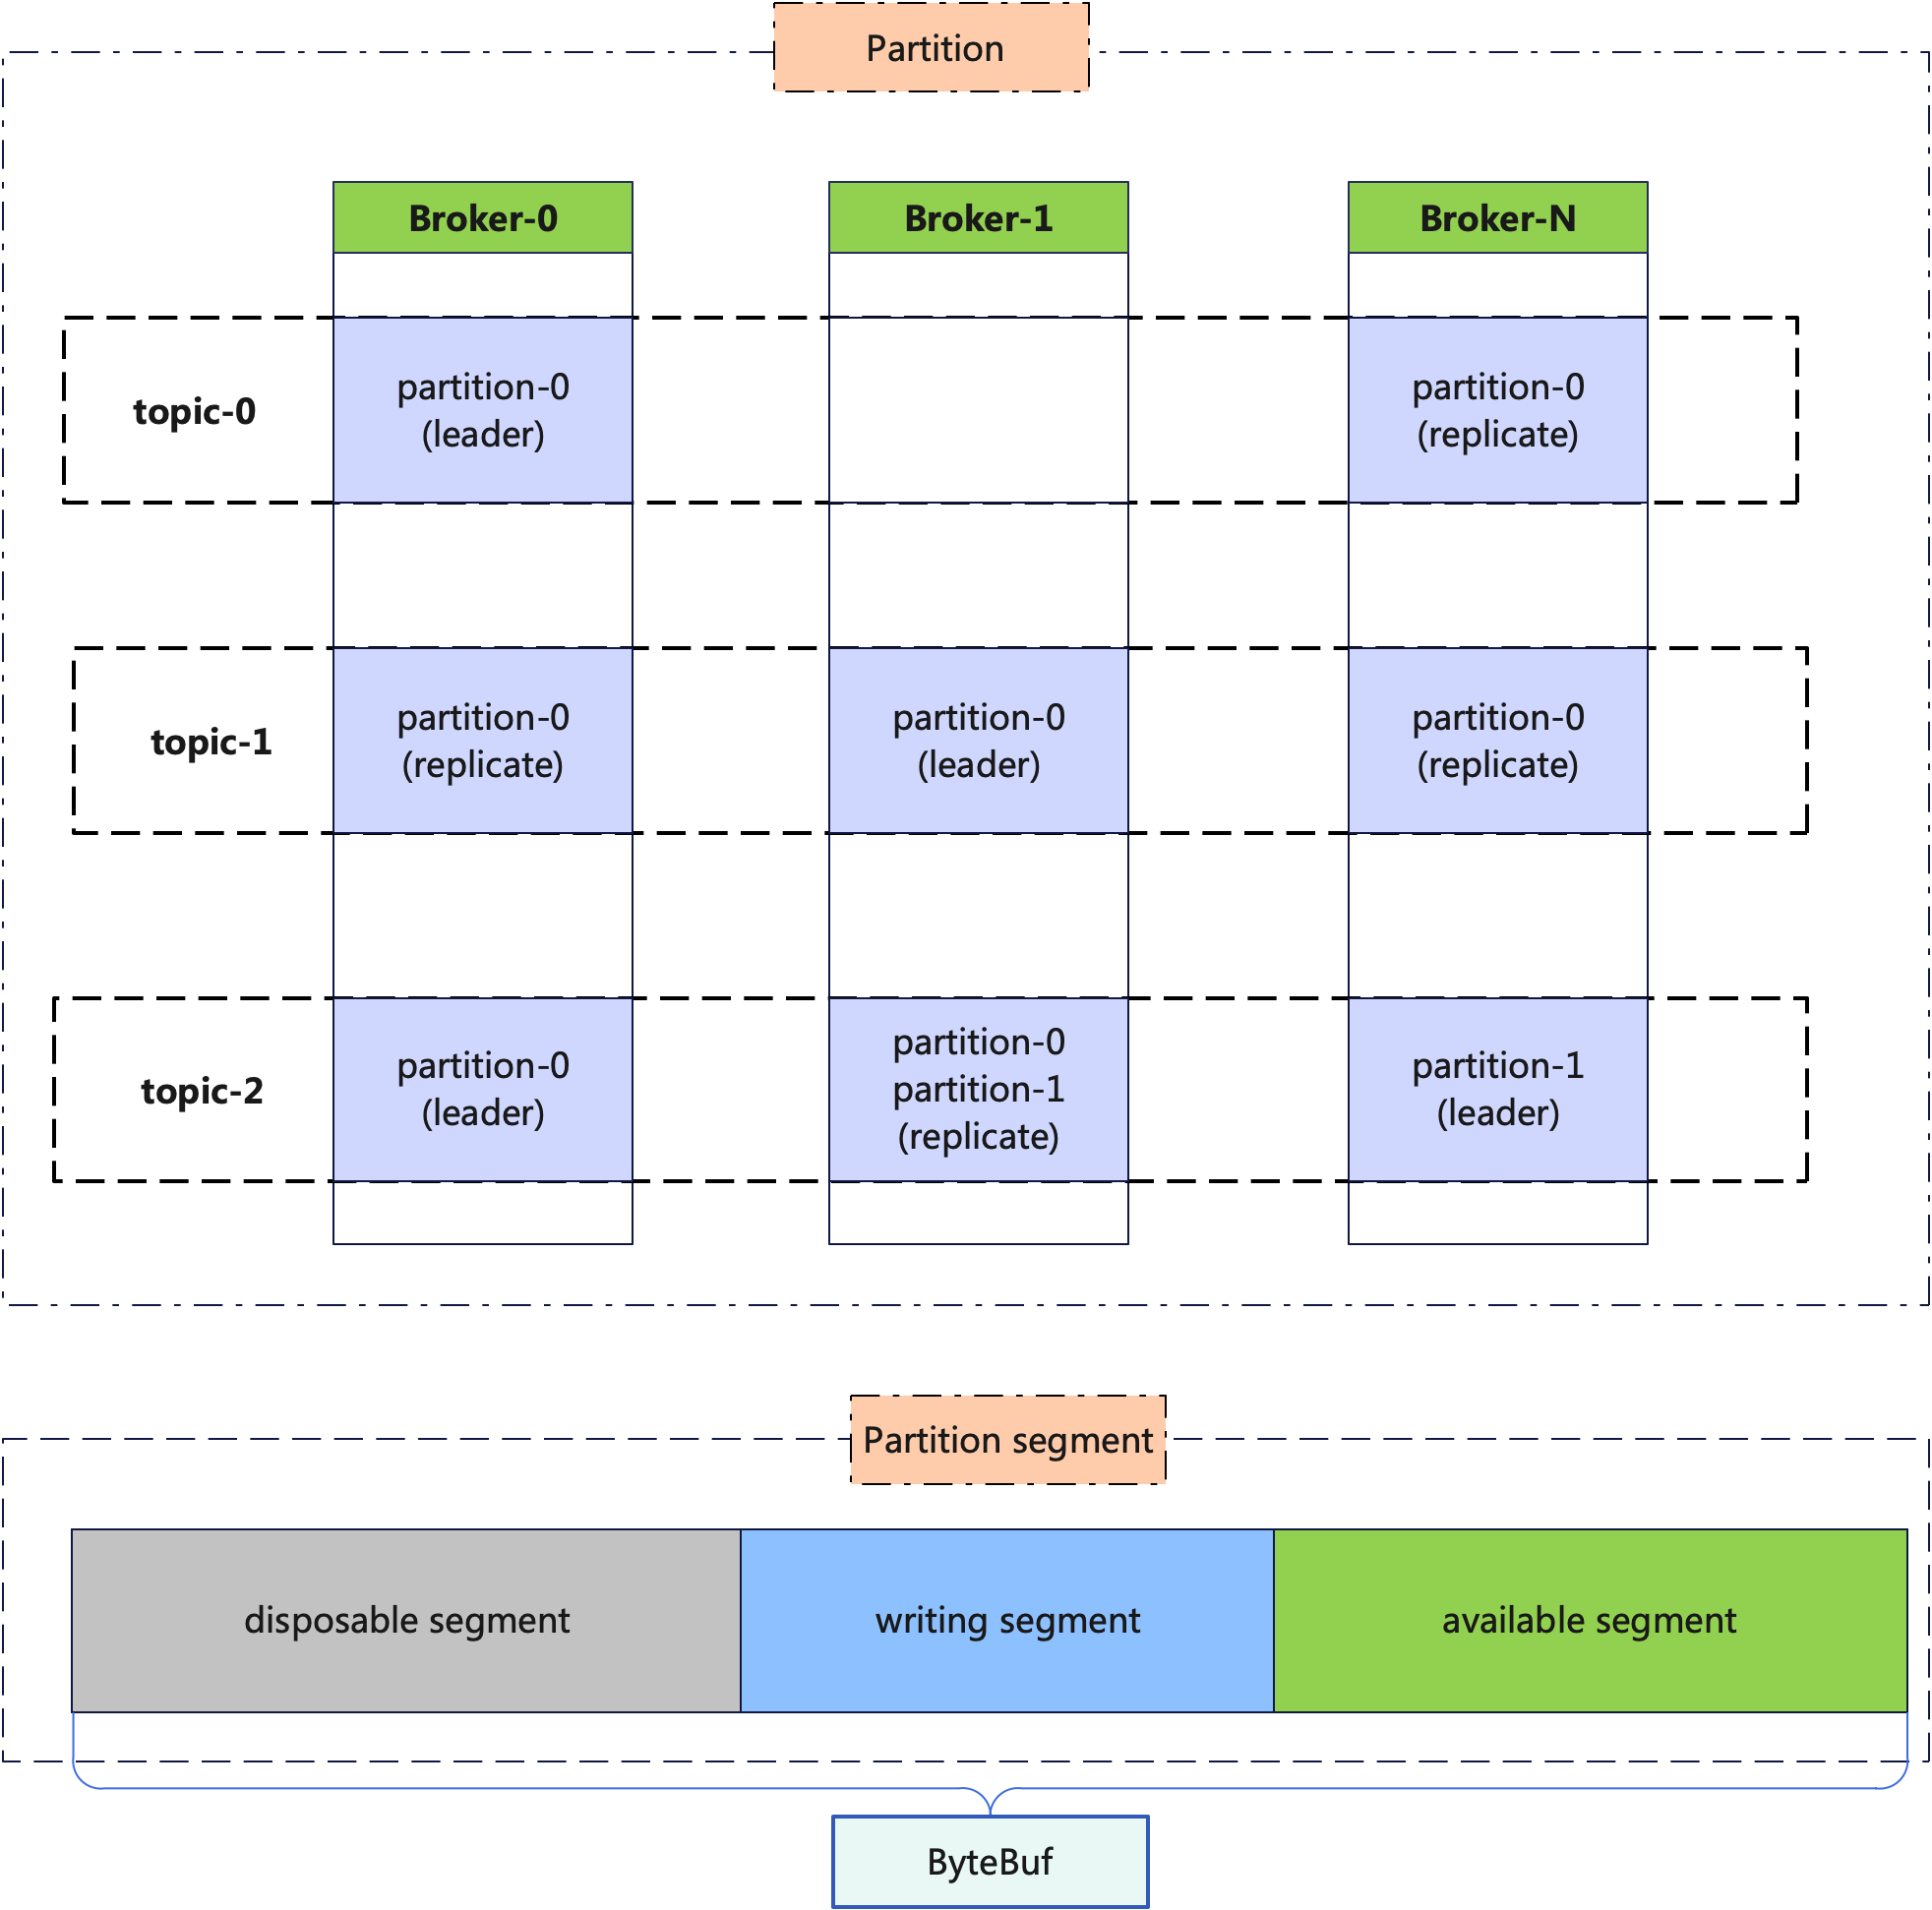 Partition
Broker-0
Broker-1
Broker-N
topic-0
partition-0
(leader)
partition-0
(replicate)
topic-1
partition-0
(replicate)
partition-0
(leader)
partition-0
(replicate)
topic-2
partition-0
(leader)
partition-0
partition-1
(replicate)
partition-1
(leader)
Partition segment
disposable segment
writing segment
available segment
ByteBuf